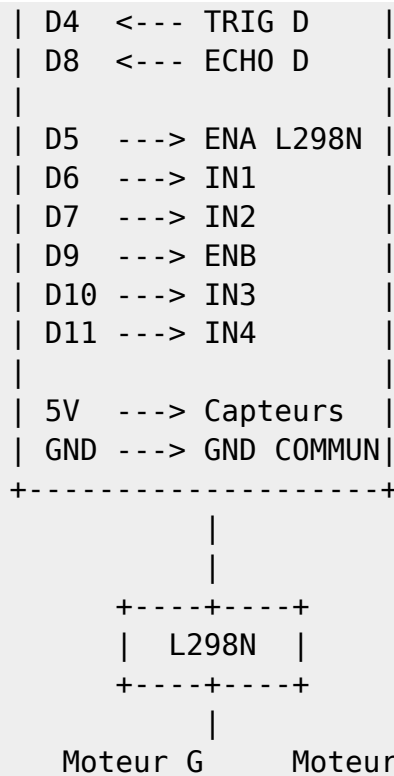 | D4  <--- TRIG D    |
| D8  <--- ECHO D    |
|                    |
| D5  ---> ENA L298N |
| D6  ---> IN1       |
| D7  ---> IN2       |
| D9  ---> ENB       |
| D10 ---> IN3       |
| D11 ---> IN4       |
|                    |
| 5V  ---> Capteurs  |
| GND ---> GND COMMUN|
+--------------------+
           |
           |
      +----+----+
      |  L298N  |
      +----+----+
           |
   Moteur G     Moteur